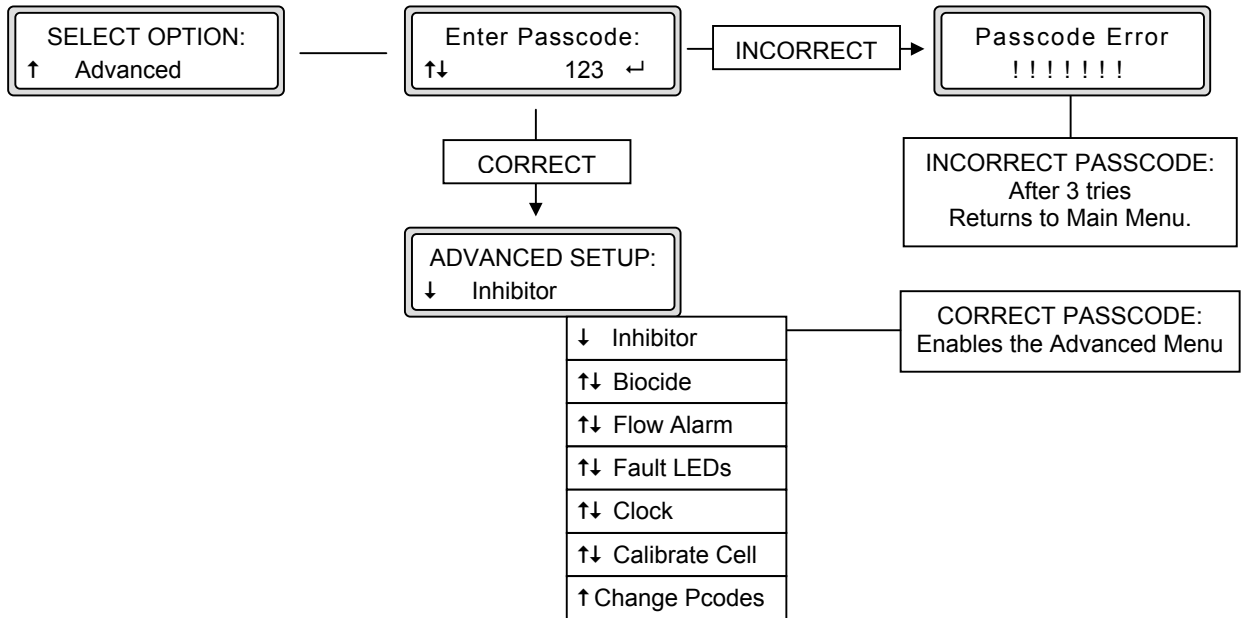 SELECT OPTION:
↑ Advanced
Enter Passcode:
↑↓ 123 ↵
INCORRECT
Passcode Error
! ! ! ! ! ! !
CORRECT
INCORRECT PASSCODE:
After 3 tries
Returns to Main Menu.
ADVANCED SETUP:
↓ Inhibitor
CORRECT PASSCODE:
Enables the Advanced Menu
↓ Inhibitor
↑↓ Biocide
↑↓ Flow Alarm
↑↓ Fault LEDs
↑↓ Clock
↑↓ Calibrate Cell
↑ Change Pcodes